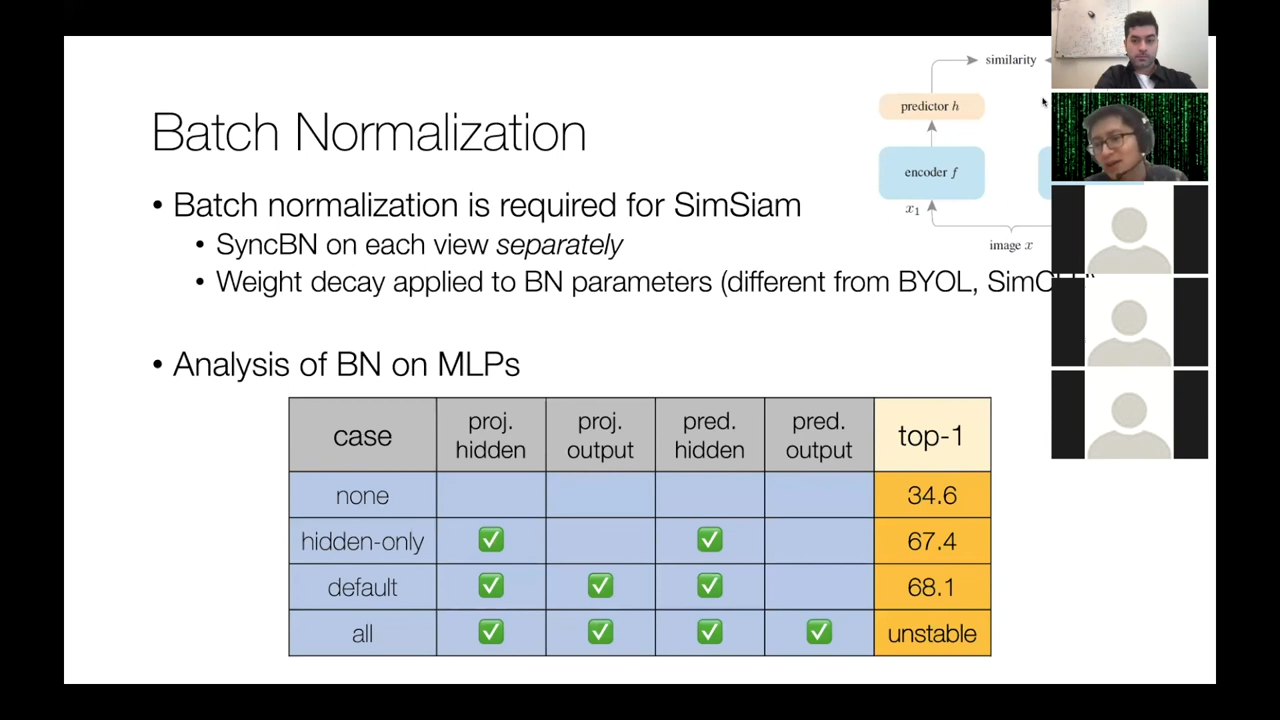 similarity
predictor h
encoder f
x1
image x
Batch Normalization
• Batch normalization is required for SimSiam
• SyncBN on each view separately
• Weight decay applied to BN parameters (different from BYOL,
• Analysis of BN on MLPs
case proj. hidden proj. output pred. hidden pred. output top-1
none 34.6
hidden-only ✅ ✅ 67.4
default ✅ ✅ ✅ 68.1
all ✅ ✅ ✅ ✅ unstable